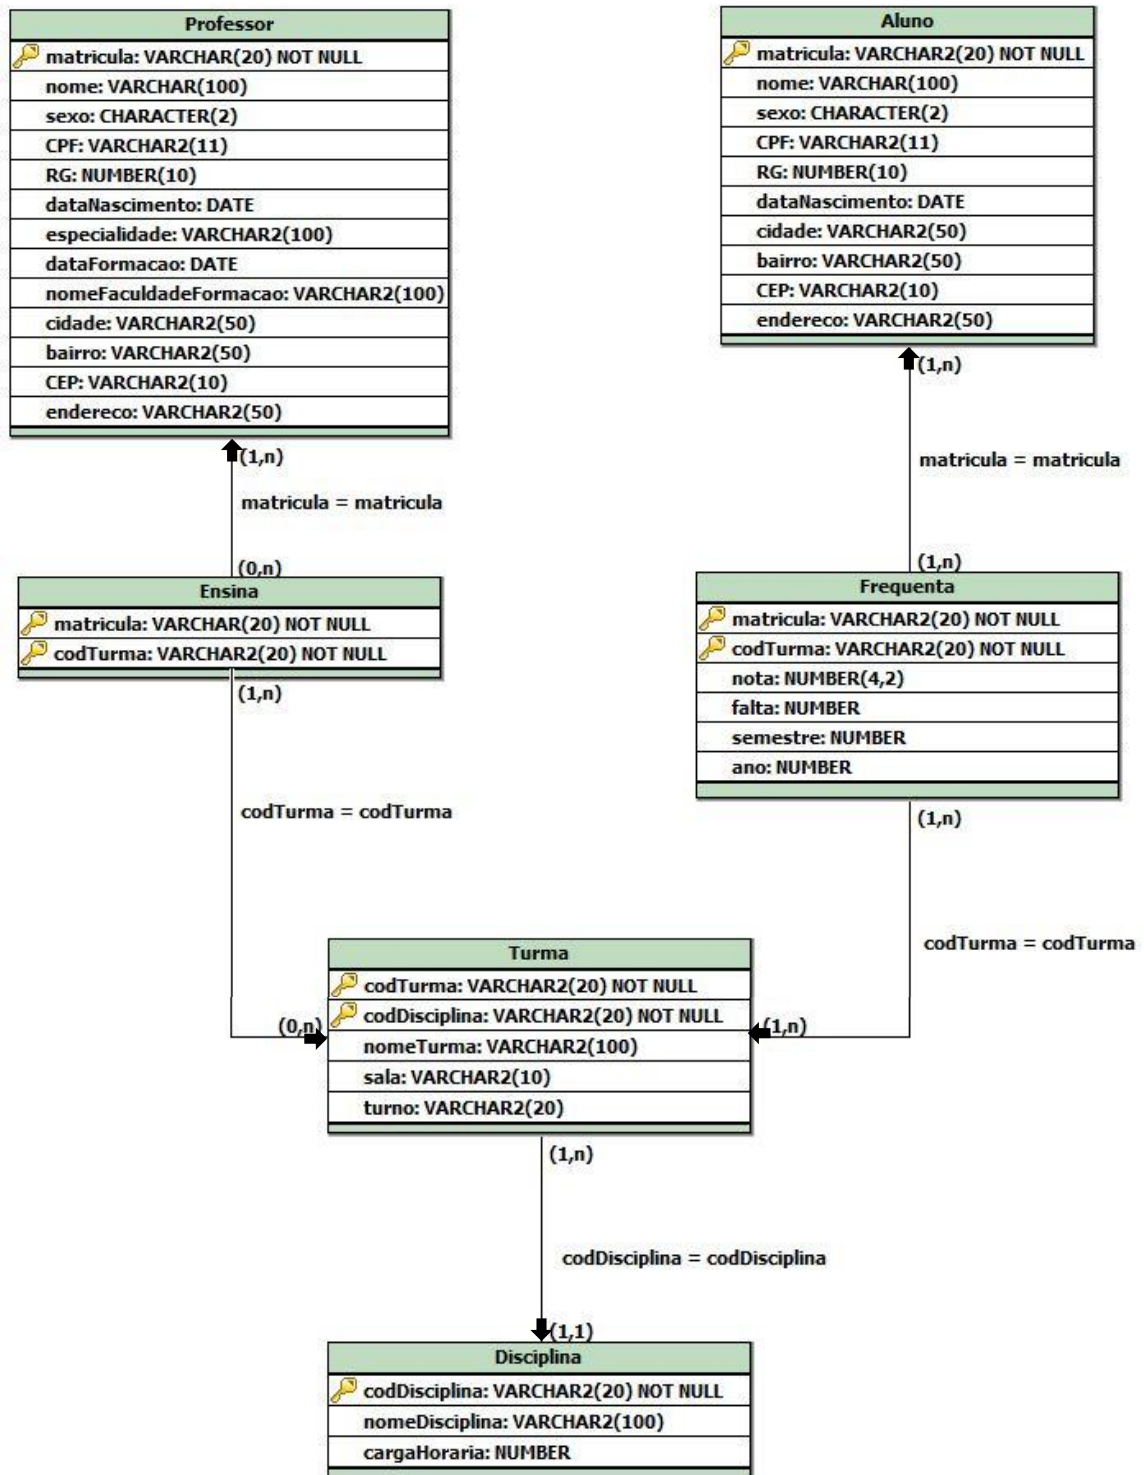 Professor
matricula: VARCHAR(20) NOT NULL
nome: VARCHAR(100)
sexo: CHARACTER(2)
CPF: VARCHAR2(11)
RG: NUMBER(10)
dataNascimento: DATE
especialidade: VARCHAR2(100)
dataFormacao: DATE
nomeFaculdadeFormacao: VARCHAR2(100)
cidade: VARCHAR2(50)
bairro: VARCHAR2(50)
CEP: VARCHAR2(10)
endereco: VARCHAR2(50)
Aluno
matricula: VARCHAR2(20) NOT NULL
nome: VARCHAR(100)
sexo: CHARACTER(2)
CPF: VARCHAR2(11)
RG: NUMBER(10)
dataNascimento: DATE
cidade: VARCHAR2(50)
bairro: VARCHAR2(50)
CEP: VARCHAR2(10)
endereco: VARCHAR2(50)
(1,n)
matricula = matricula
(0,n)
(1,n)
matricula = matricula
(1,n)
Ensina
matricula: VARCHAR(20) NOT NULL
codTurma: VARCHAR2(20) NOT NULL
(1,n)
codTurma = codTurma
(0,n)
Frequenta
matricula: VARCHAR2(20) NOT NULL
codTurma: VARCHAR2(20) NOT NULL
nota: NUMBER(4,2)
falta: NUMBER
semestre: NUMBER
ano: NUMBER
(1,n)
codTurma = codTurma
(1,n)
Turma
codTurma: VARCHAR2(20) NOT NULL
codDisciplina: VARCHAR2(20) NOT NULL
nomeTurma: VARCHAR2(100)
sala: VARCHAR2(10)
turno: VARCHAR2(20)
(1,n)
codDisciplina = codDisciplina
(1,1)
Disciplina
codDisciplina: VARCHAR2(20) NOT NULL
nomeDisciplina: VARCHAR2(100)
cargaHoraria: NUMBER